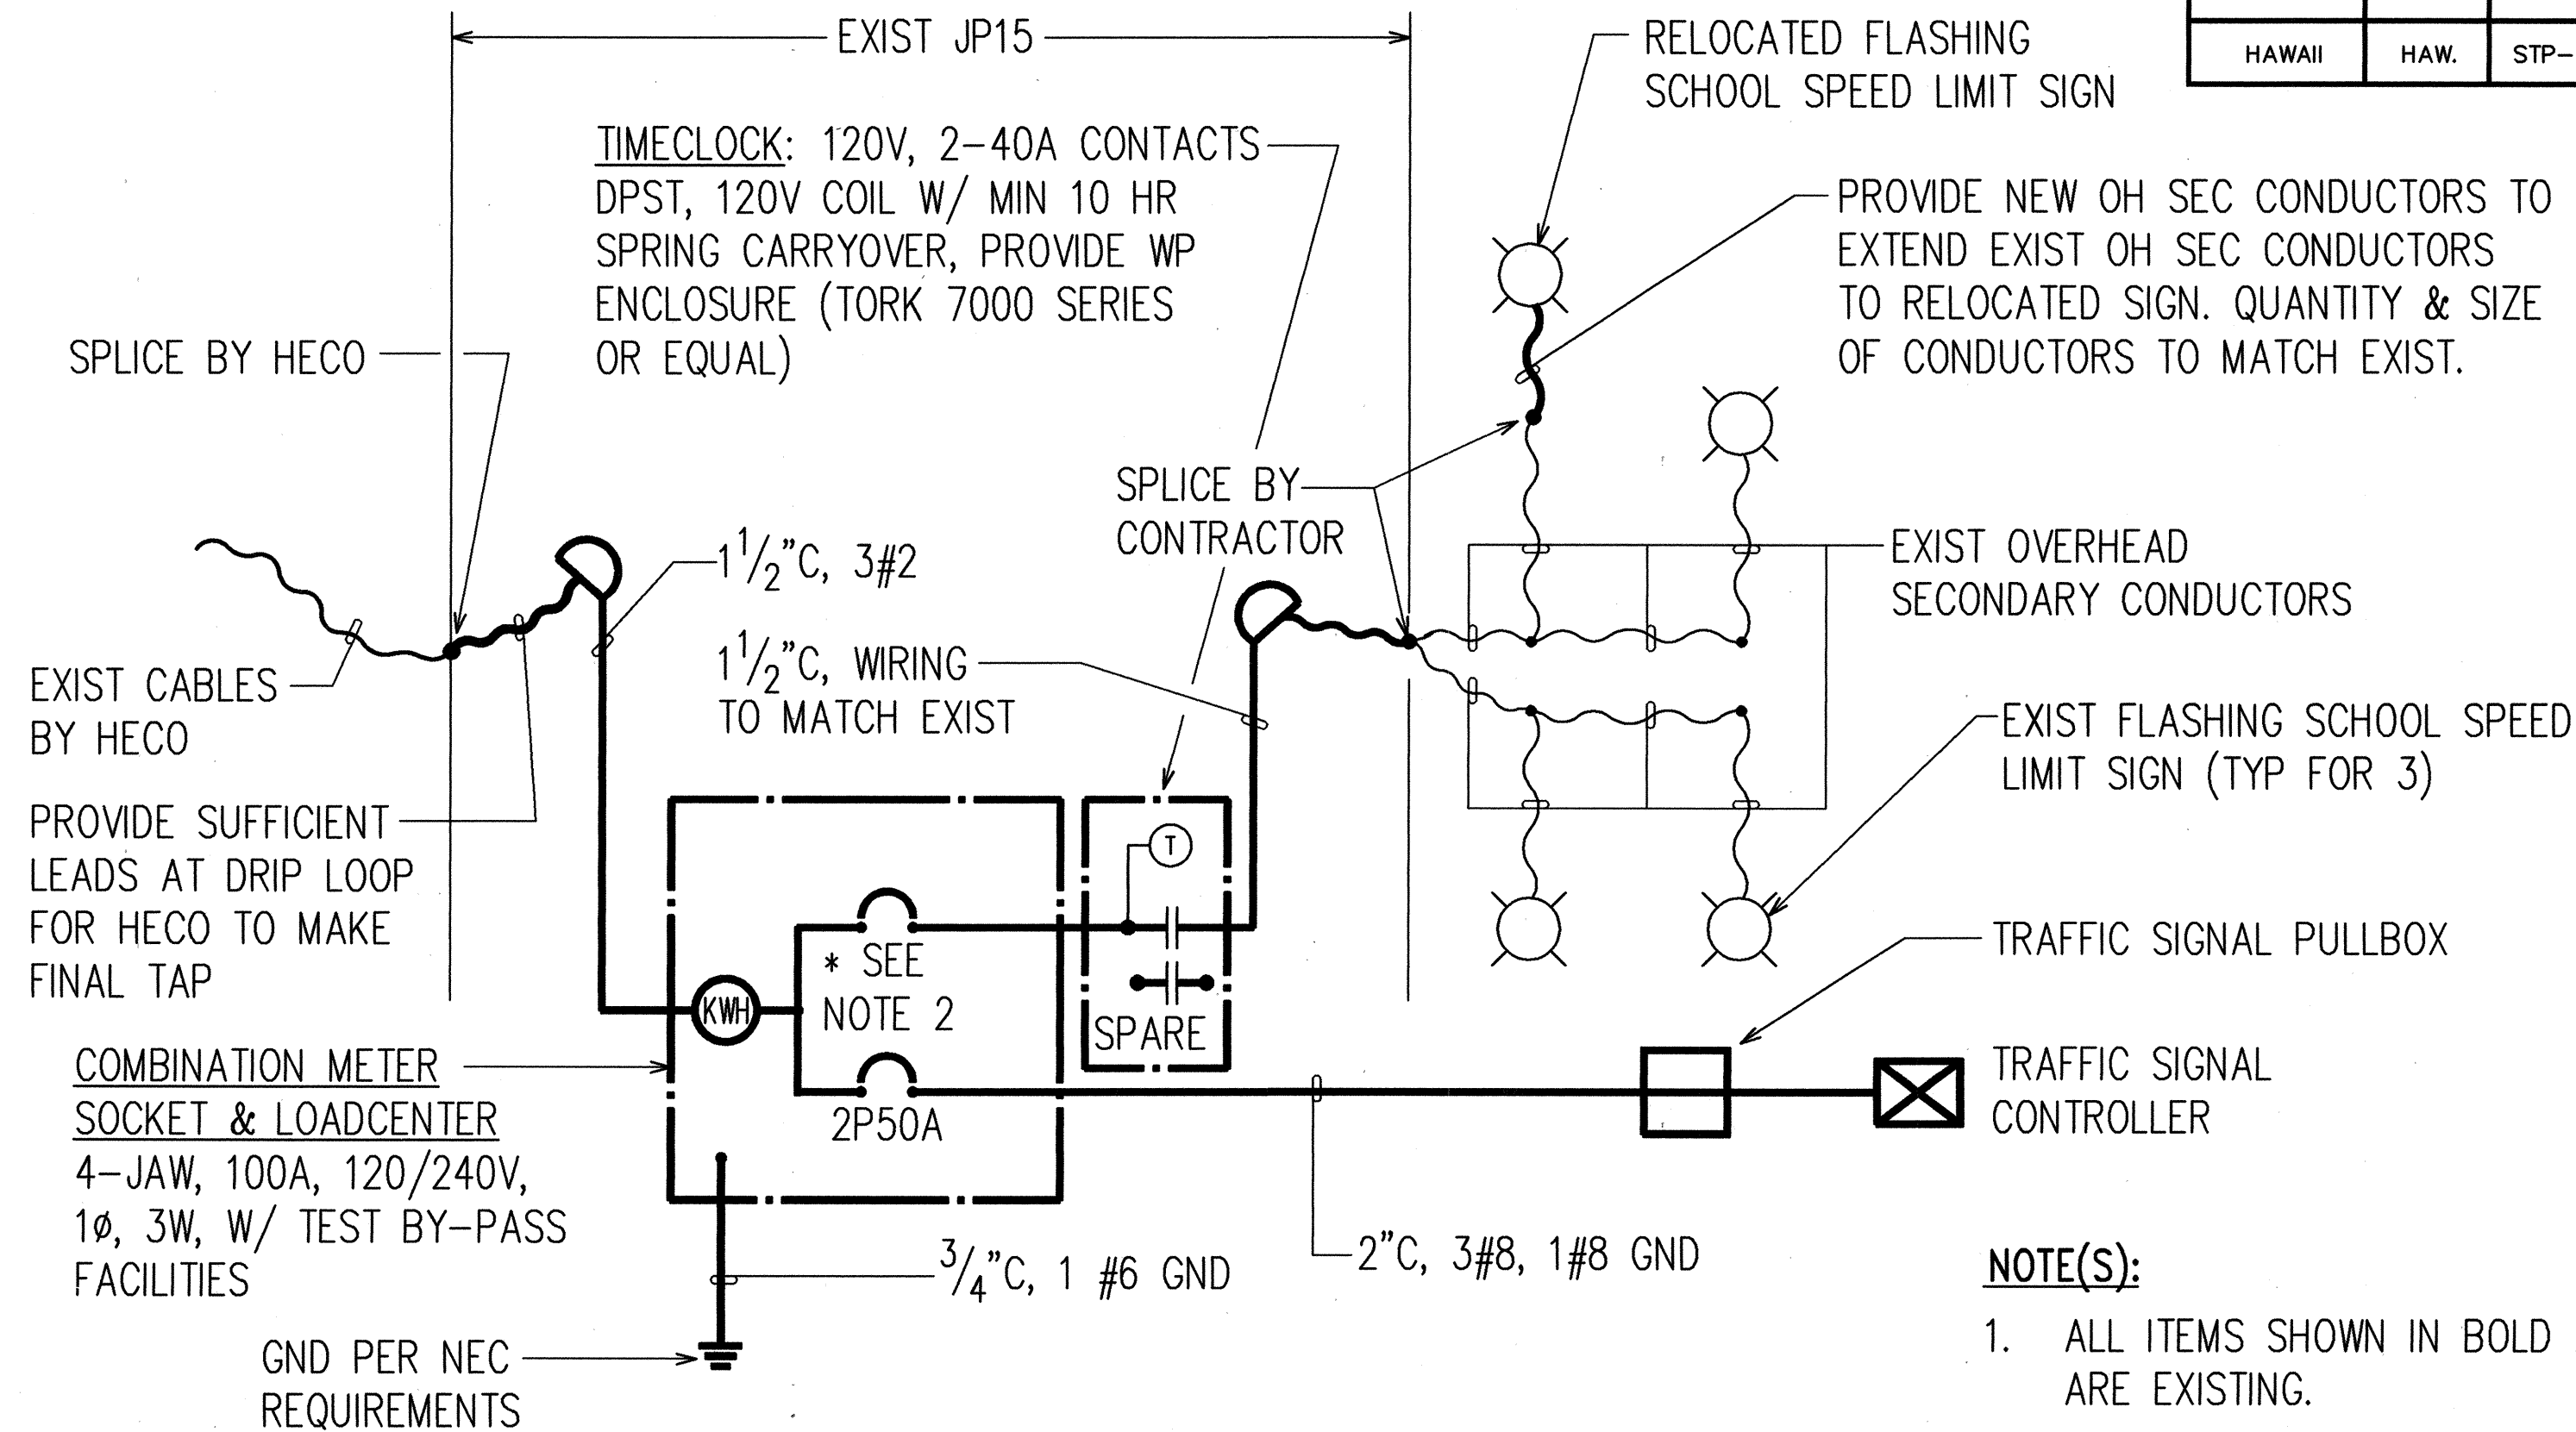 EXIST JP15
RELOCATED FLASHING
SCHOOL SPEED LIMIT SIGN
HAWAII
HAW.
STP-
TIMECLOCK: 120V, 2-40A CONTACTS
DPST, 120V COIL W/ MIN 10 HR
SPRING CARRYOVER, PROVIDE WP
ENCLOSURE (TORK 7000 SERIES
OR EQUAL)
PROVIDE NEW OH SEC CONDUCTORS TO
EXTEND EXIST OH SEC CONDUCTORS
TO RELOCATED SIGN. QUANTITY & SIZE
OF CONDUCTORS TO MATCH EXIST.
SPLICE BY HECO
SPLICE BY
CONTRACTOR
1 1/2"C, 3#2
EXIST OVERHEAD
SECONDARY CONDUCTORS
1 1/2"C, WIRING
TO MATCH EXIST
EXIST CABLES
BY HECO
EXIST FLASHING SCHOOL SPEED
LIMIT SIGN (TYP FOR 3)
PROVIDE SUFFICIENT
LEADS AT DRIP LOOP
FOR HECO TO MAKE
FINAL TAP
T
* SEE
NOTE 2
KWH
SPARE
TRAFFIC SIGNAL PULLBOX
COMBINATION METER
SOCKET & LOADCENTER
4-JAW, 100A, 120/240V,
1ø, 3W, W/ TEST BY-PASS
FACILITIES
2P50A
TRAFFIC SIGNAL
CONTROLLER
3/4"C, 1 #6 GND
2"C, 3#8, 1#8 GND
GND PER NEC
REQUIREMENTS
NOTE(S):
1. ALL ITEMS SHOWN IN BOLD
ARE EXISTING.